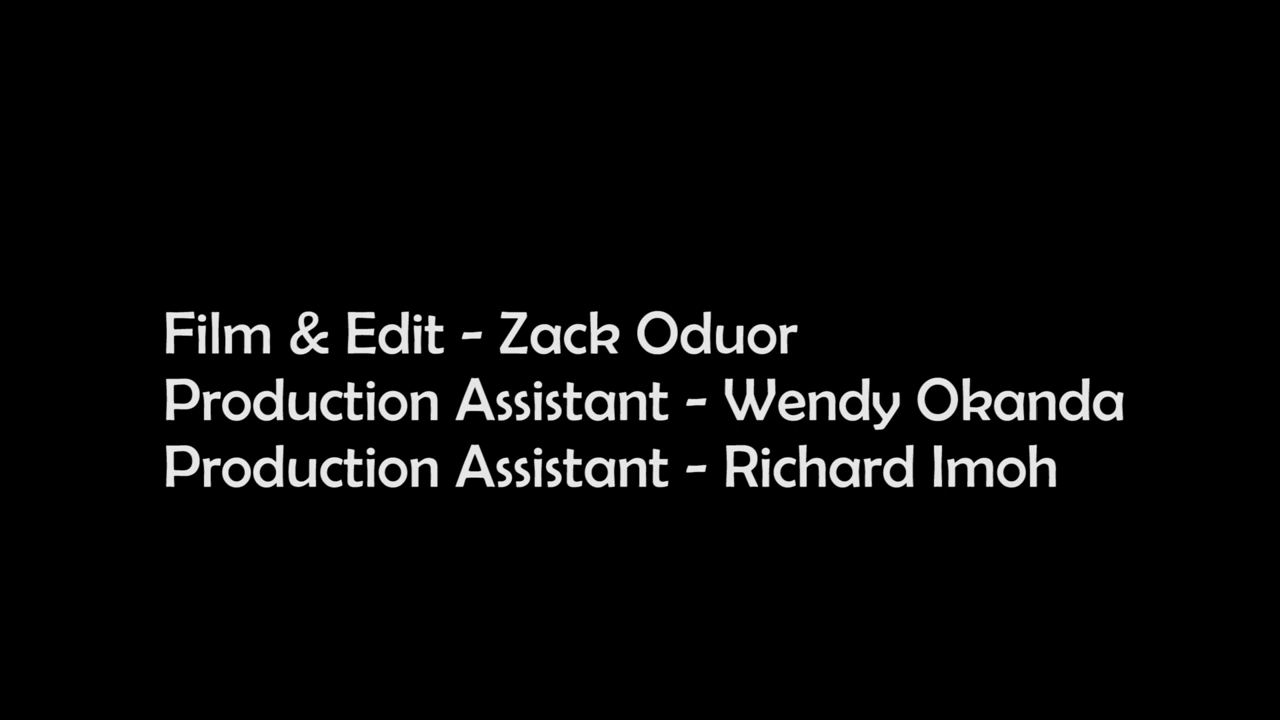 Film & Edit - Zack Oduor
Production Assistant - Wendy Okanda
Production Assistant - Richard Imoh